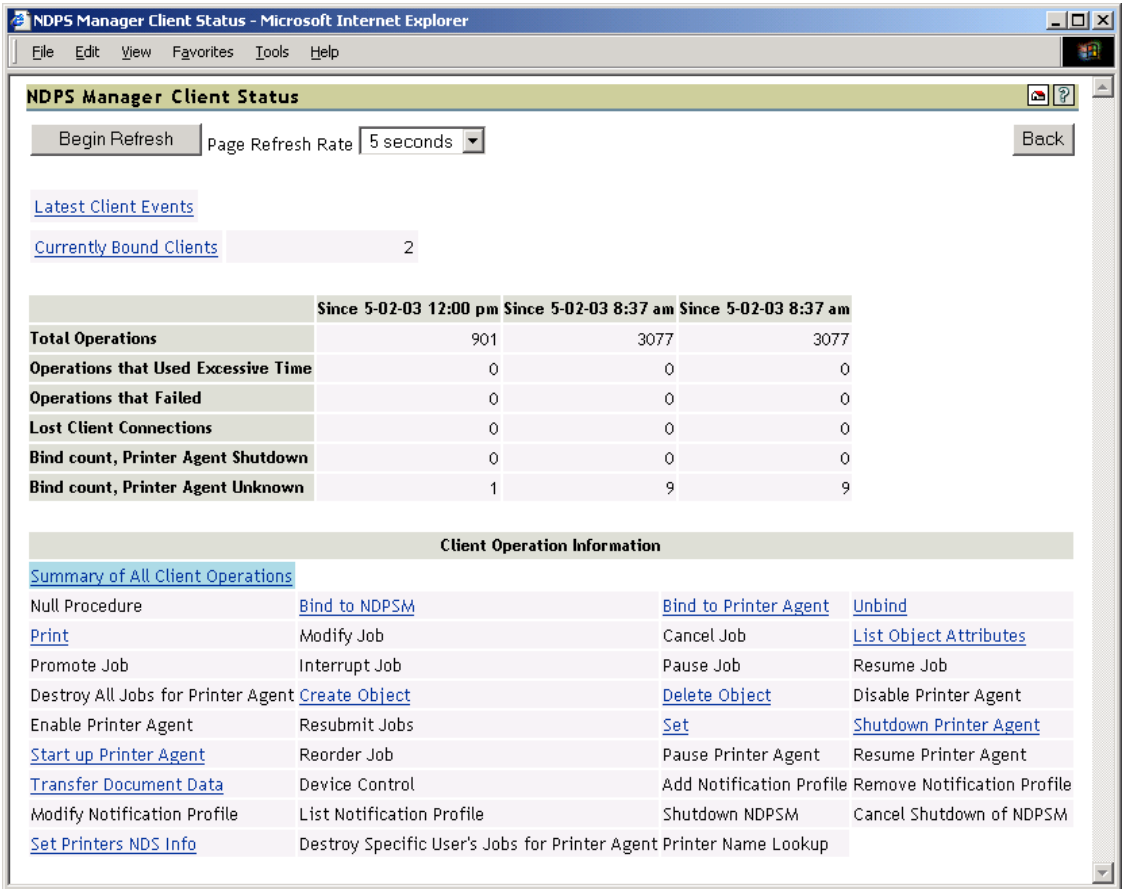 NDPS Manager Client Status - Microsoft Internet Explorer
File Edit View Favorites Tools Help
NDPS Manager Client Status
Begin Refresh Page Refresh Rate 5 seconds Back
Latest Client Events
Currently Bound Clients 2
Since 5-02-03 12:00 pm Since 5-02-03 8:37 am Since 5-02-03 8:37 am
Total Operations 901 3077 3077
Operations that Used Excessive Time 0 0 0
Operations that Failed 0 0 0
Lost Client Connections 0 0 0
Bind count, Printer Agent Shutdown 0 0 0
Bind count, Printer Agent Unknown 1 9 9
Client Operation Information
Summary of All Client Operations
Null Procedure Bind to NDPSM Bind to Printer Agent Unbind
Print Modify Job Cancel Job List Object Attributes
Promote Job Interrupt Job Pause Job Resume Job
Destroy All Jobs for Printer Agent Create Object Delete Object Disable Printer Agent
Enable Printer Agent Resubmit Jobs Set Shutdown Printer Agent
Start up Printer Agent Reorder Job Pause Printer Agent Resume Printer Agent
Transfer Document Data Device Control Add Notification Profile Remove Notification Profile
Modify Notification Profile List Notification Profile Shutdown NDPSM Cancel Shutdown of NDPSM
Set Printers NDS Info Destroy Specific User's Jobs for Printer Agent Printer Name Lookup